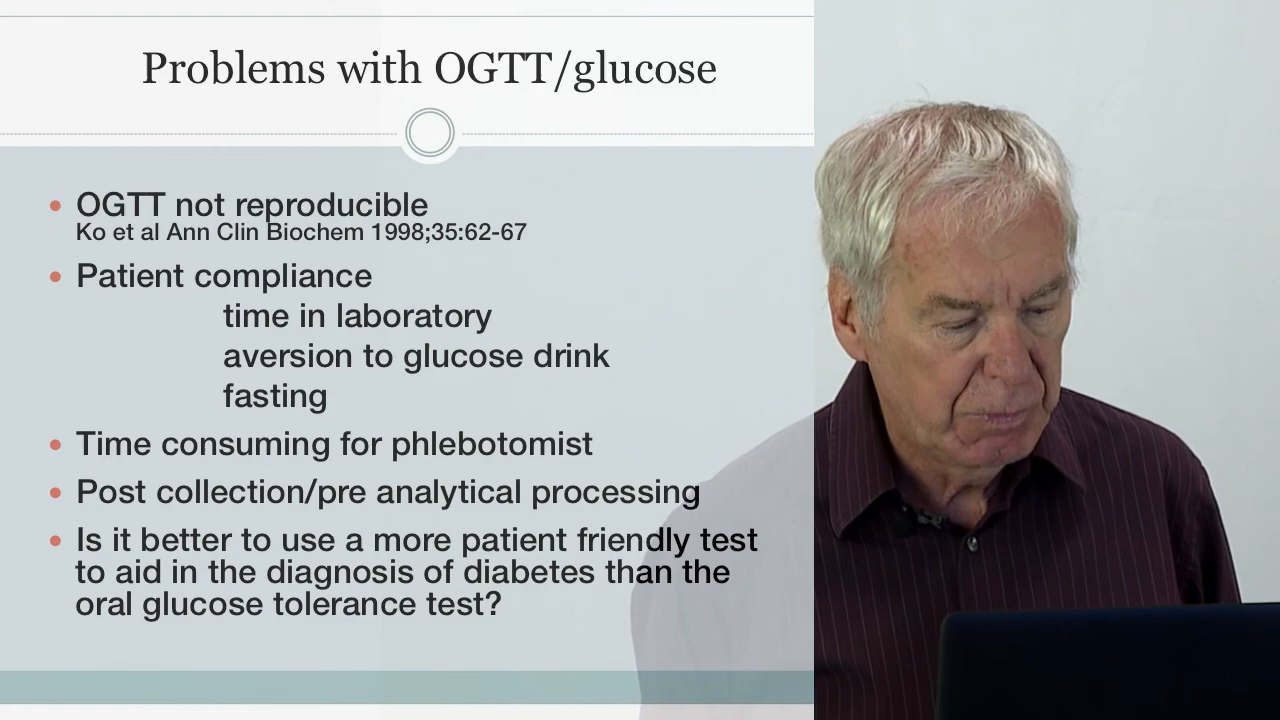 Problems with OGTT/glucose
• OGTT not reproducible
Ko et al Ann Clin Biochem 1998;35:62-67
• Patient compliance
time in laboratory
aversion to glucose drink
fasting
• Time consuming for phlebotomist
• Post collection/pre analytical processing
• Is it better to use a more patient friendly test
to aid in the diagnosis of diabetes than the
oral glucose tolerance test?